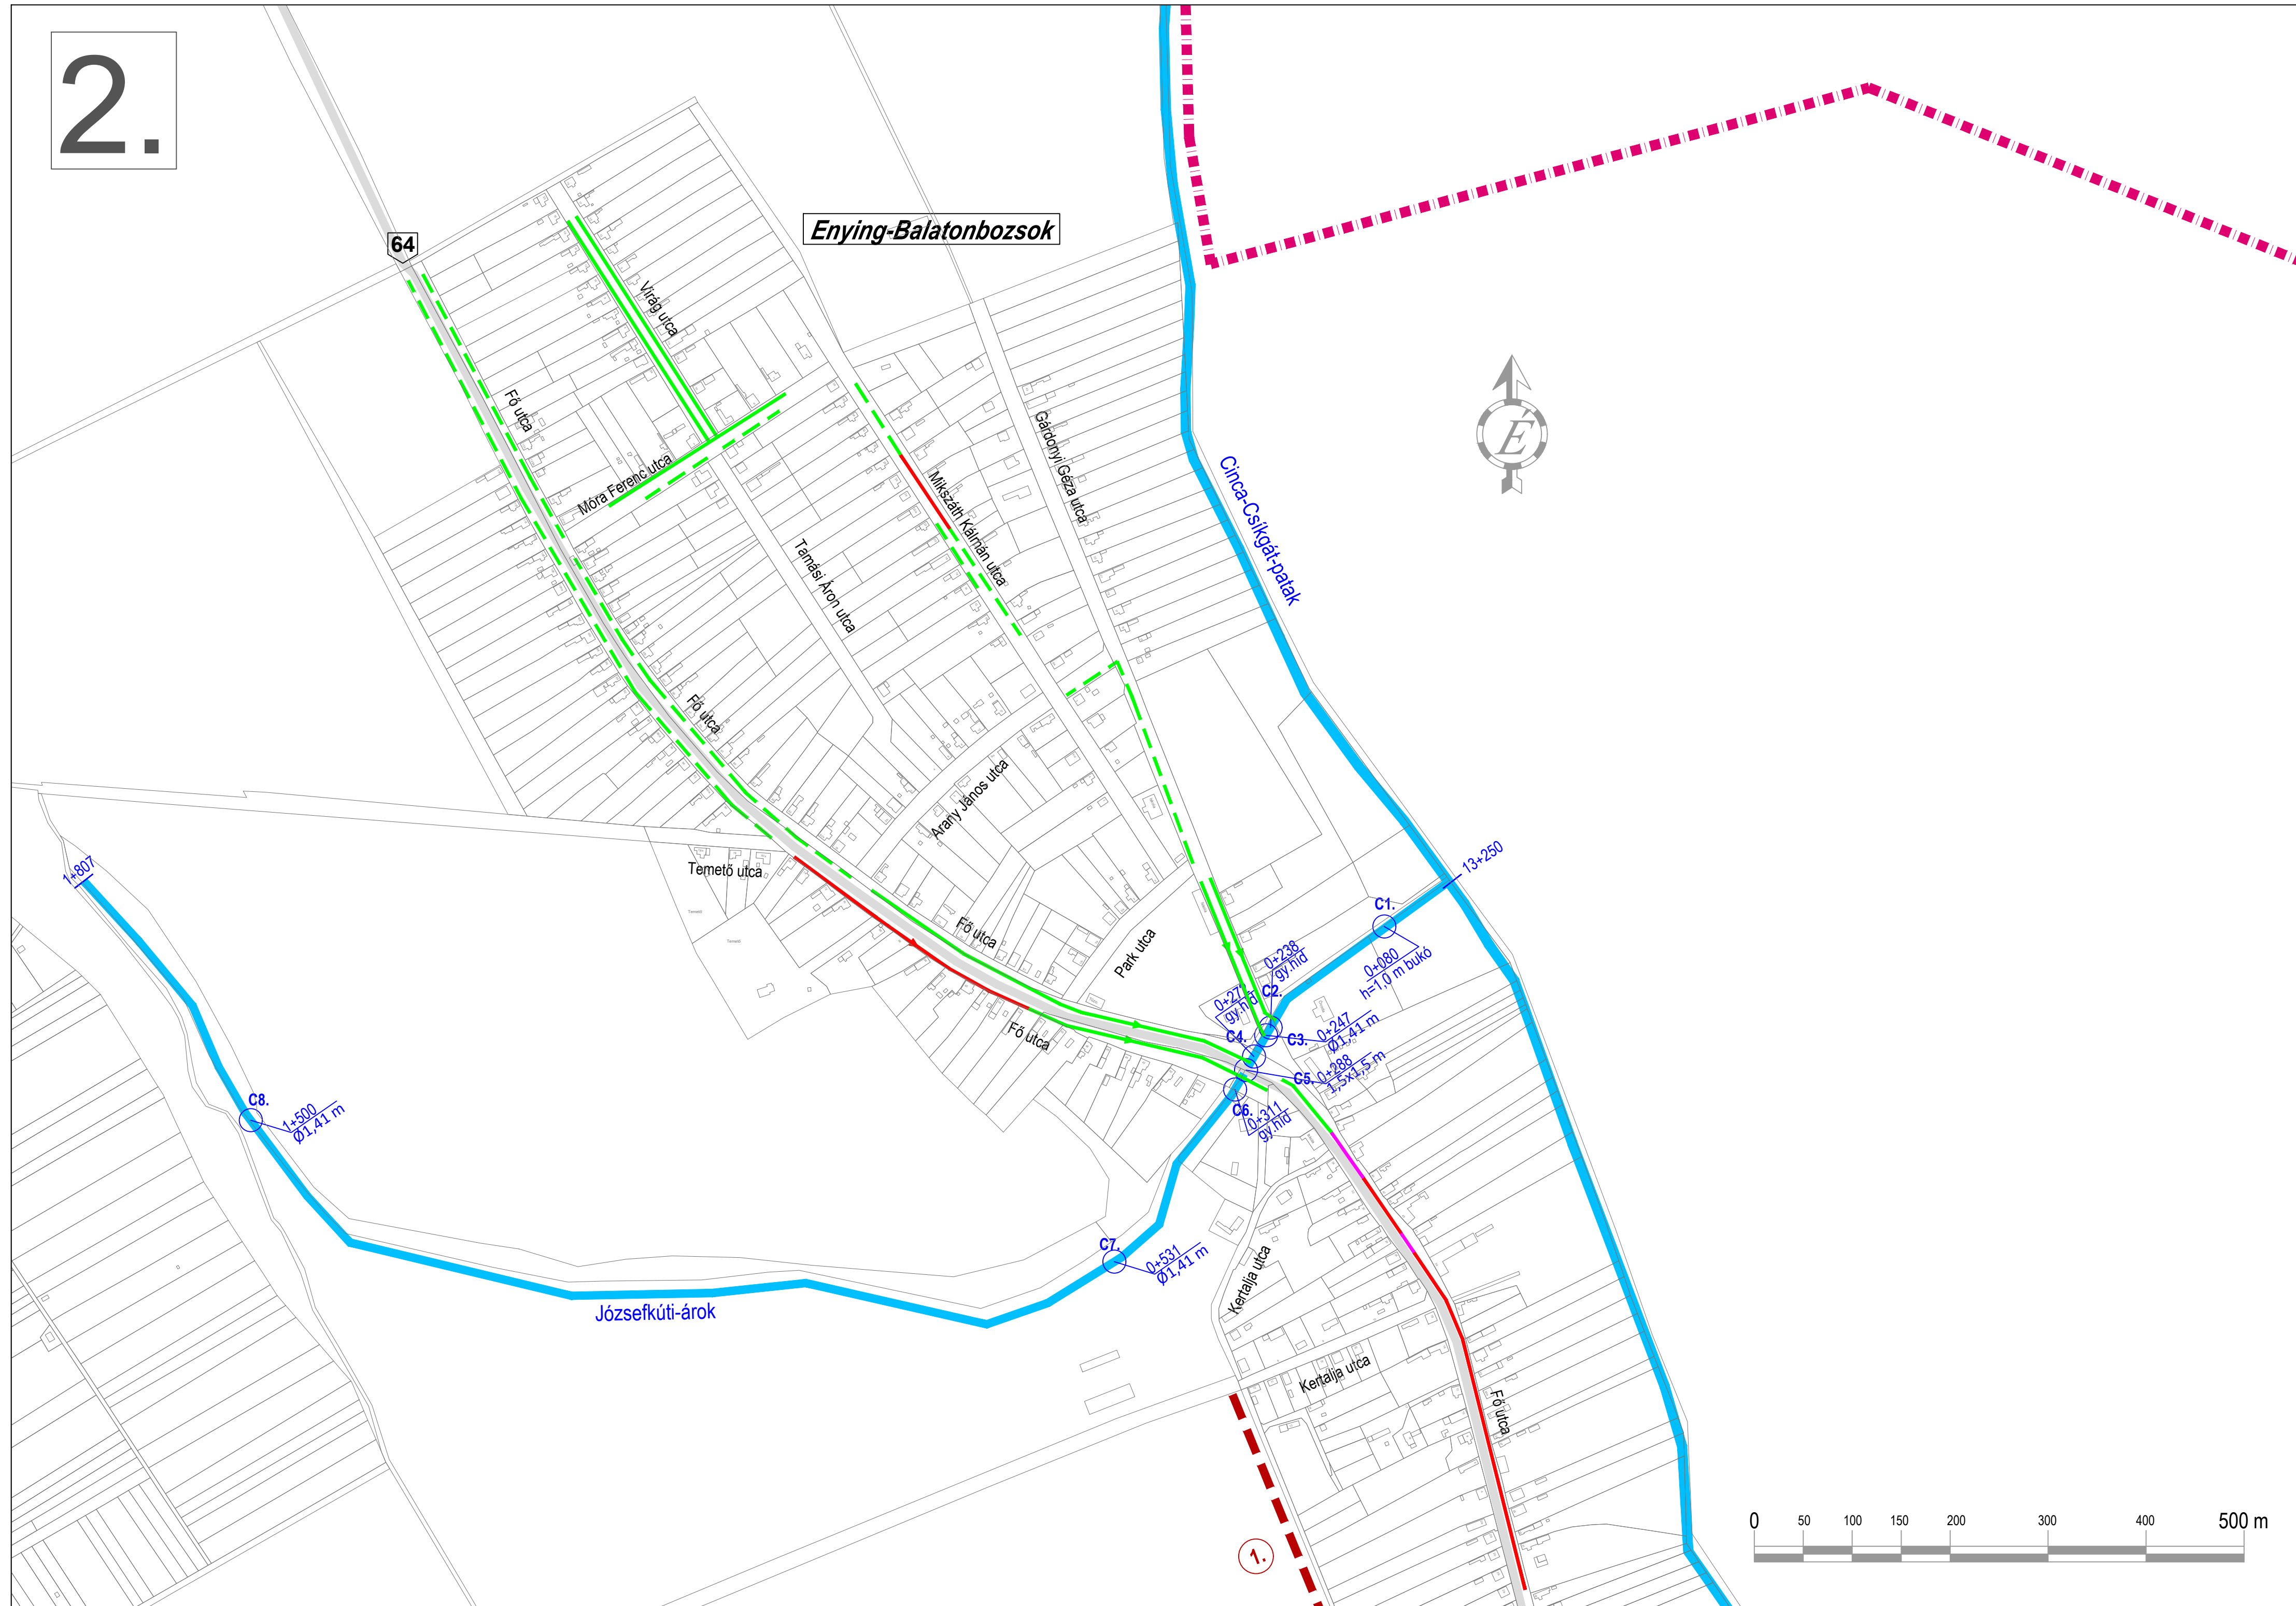 2.
Enying-Balatonbozsok
64
Virág utca
Fő utca
Móra Ferenc utca
Mikszáth Kálmán utca
Gárdonyi Géza utca
Cinca-Csíkgát-patak
É
Tamási Áron utca
Fő utca
Arany János utca
Temető utca
1+807
13+250
C1.
0+080
h=1,0 m bukó
Fő utca
Park utca
0+238
gy.híd
C2.
gy.híd
C3.
0+247
Ø1,41 m
C4.
C5.
0+288
1,5x1,5 m
Fő utca
C6.
0+311
gy.híd
C8.
1+500
Ø1,41 m
C7.
0+531
Ø1,41 m
Kertalja utca
Józsefkúti-árok
Kertalja utca
Fő utca
1.
0 50 100 150 200 300 400 500 m